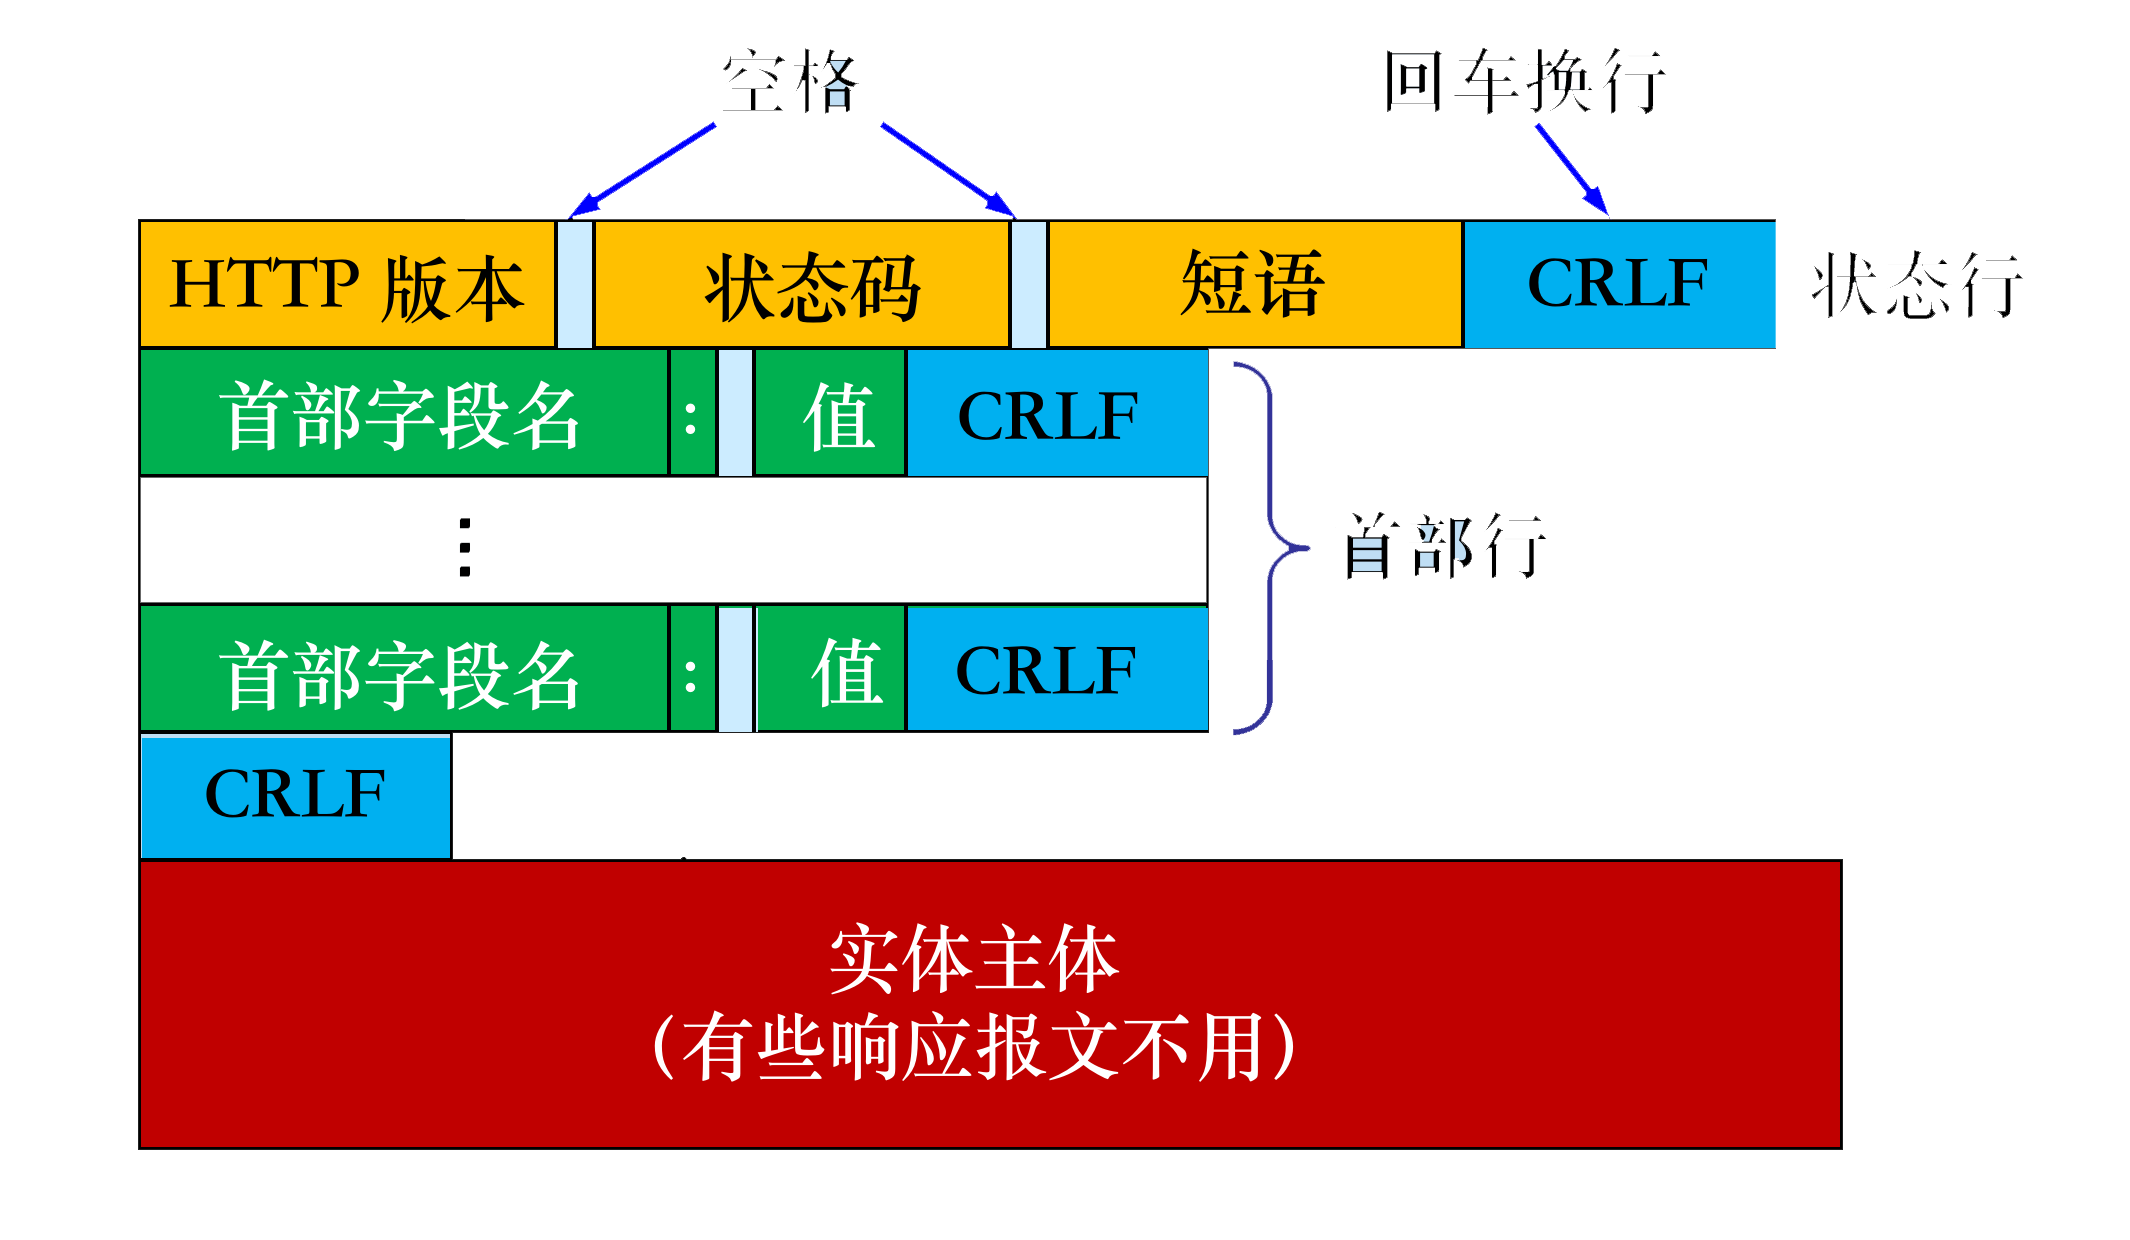 空格 回车换行
HTTP 版本 状态码 短语 CRLF 状态行
首部字段名 : 值 CRLF
⋮
首部行
首部字段名 : 值 CRLF
CRLF
实体主体
（有些响应报文不用）